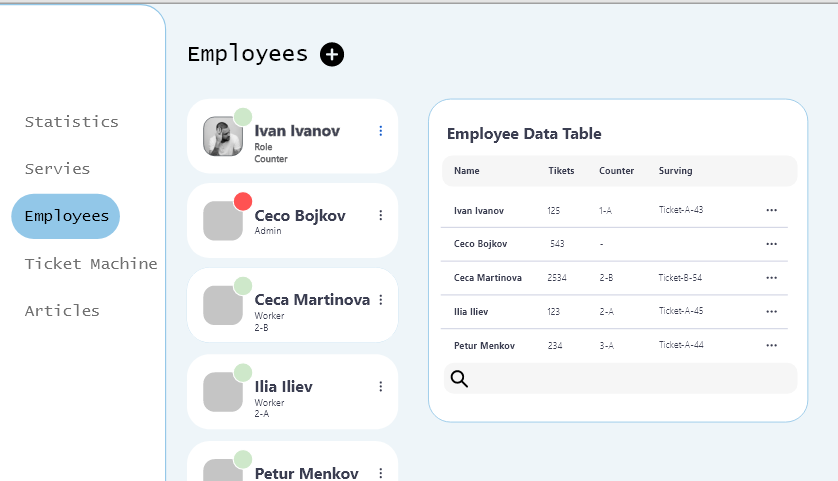 Employees
Statistics
Servies
Employees
Ticket Machine
Articles
Ivan Ivanov
Role
Counter
Ceco Bojkov
Admin
Ceca Martinova
Worker
2-B
Ilia Iliev
Worker
2-A
Petur Menkov
Employee Data Table
Name Tikets Counter Surving
Ivan Ivanov 125 1-A Ticket-A-43
Ceco Bojkov 543 -
Ceca Martinova 2534 2-B Ticket-B-54
Ilia Iliev 123 2-A Ticket-A-45
Petur Menkov 234 3-A Ticket-A-44